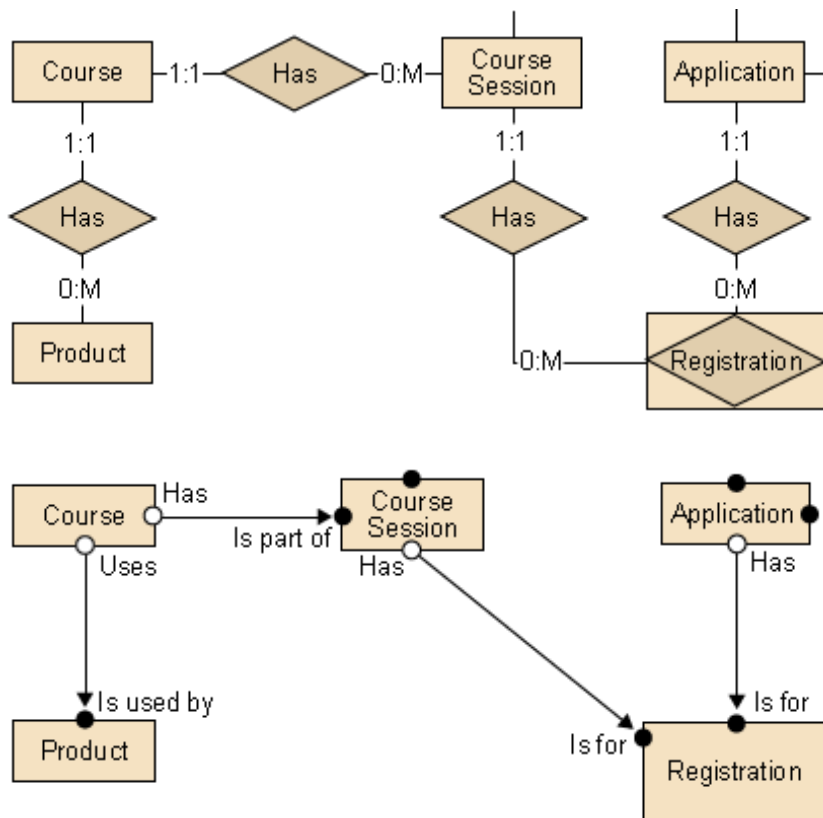 Course
1:1
Has
0:M
Course
Session
Application
1:1
1:1
1:1
Has
Has
Has
0:M
0:M
Product
0:M
Registration
Course
Has
Is part of
Course
Session
Application
Uses
Has
Has
Is used by
Is for
Is for
Product
Registration